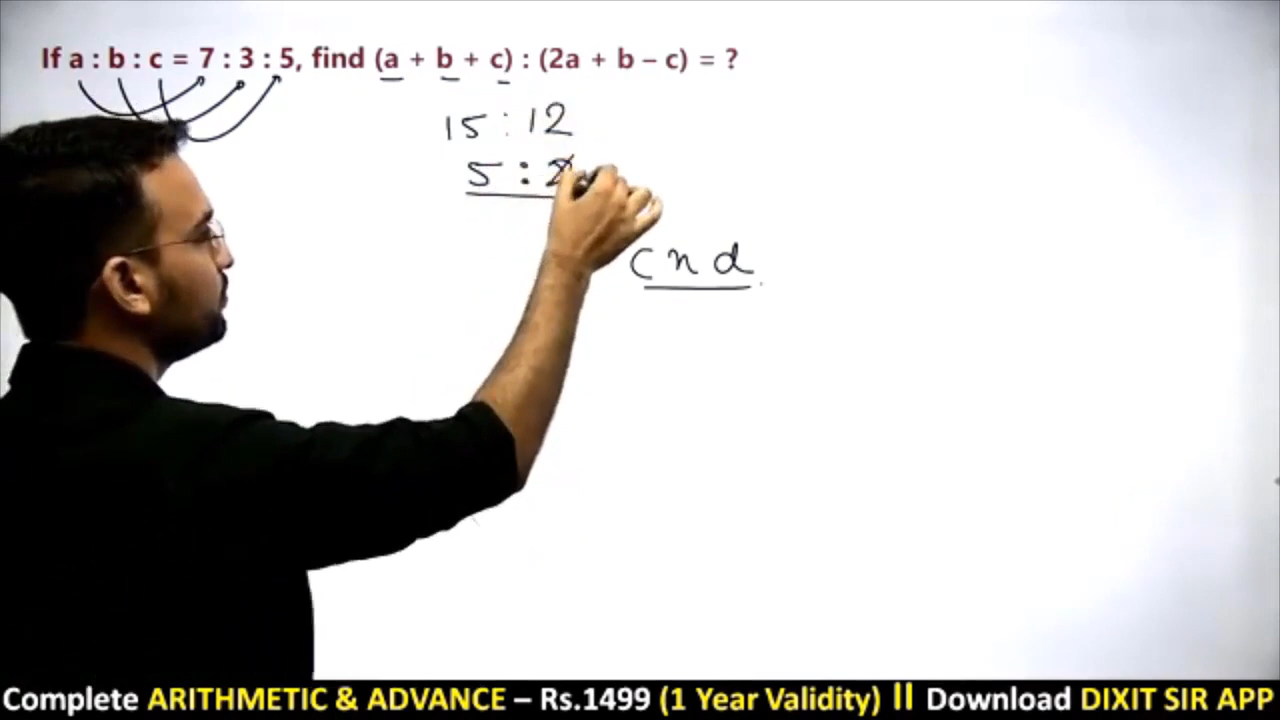 If a : b : c = 7 : 3 : 5, find (a + b + c) : (2a + b – c) = ?
15 : 12
5 :
c n d
Complete ARITHMETIC & ADVANCE – Rs.1499 (1 Year Validity) II Download DIXIT SIR APP